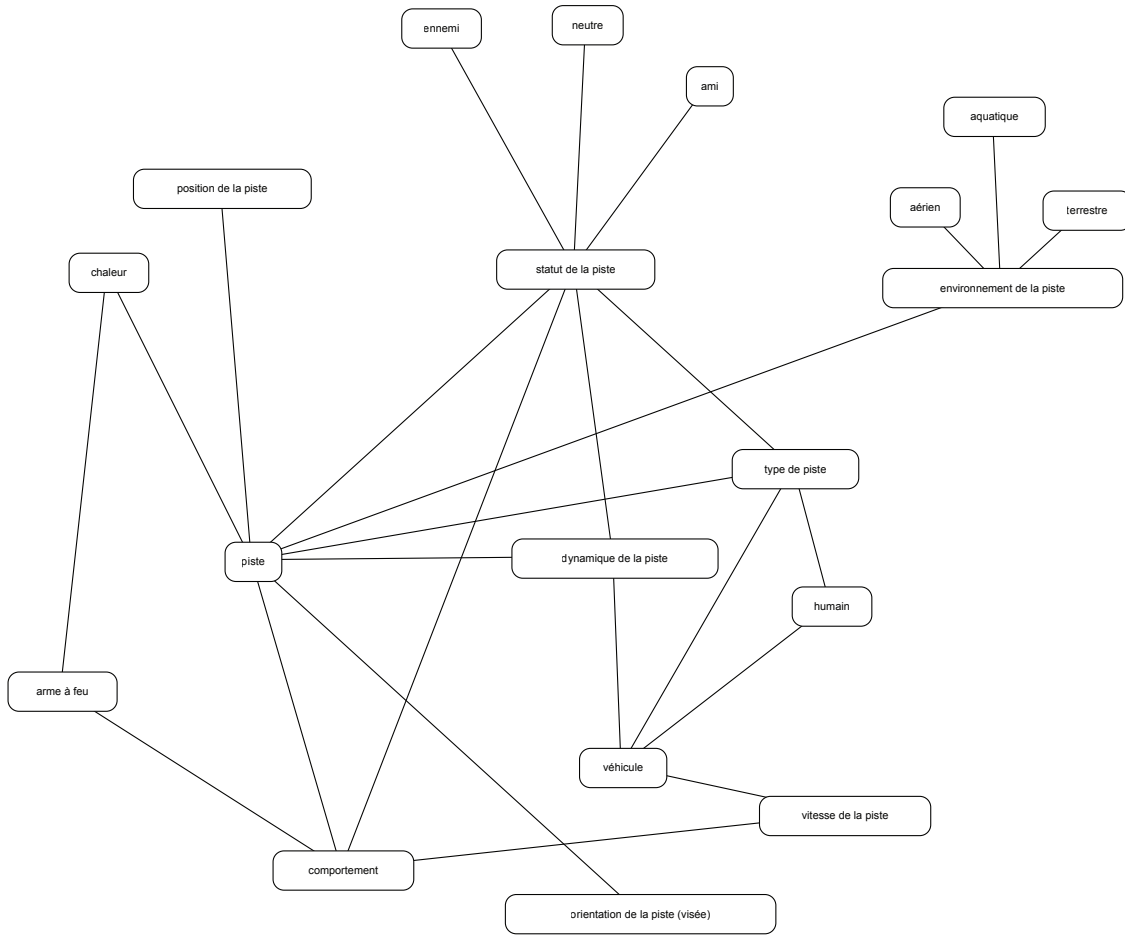 ennemi
neutre
ami
aquatique
position de la piste
aérien
terrestre
chaleur
statut de la piste
environnement de la piste
type de piste
piste
dynamique de la piste
humain
arme à feu
véhicule
vitesse de la piste
comportement
orientation de la piste (visée)